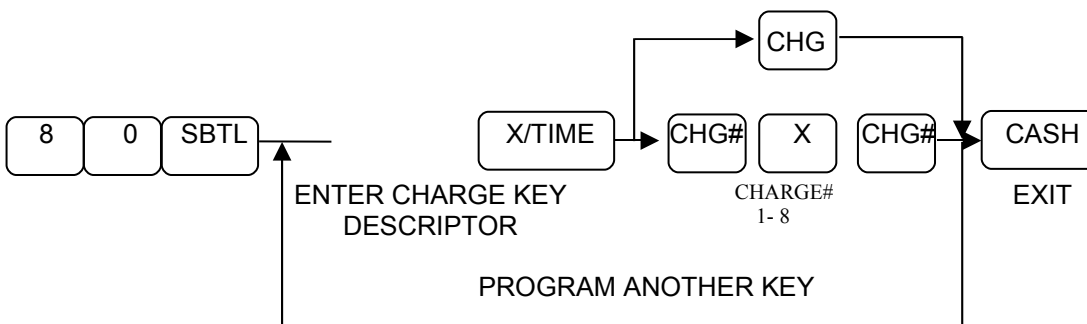 CHG
8 0 SBTL X/TIME CHG# X CHG# CASH
ENTER CHARGE KEY
DESCRIPTOR
CHARGE#
1- 8
EXIT
PROGRAM ANOTHER KEY